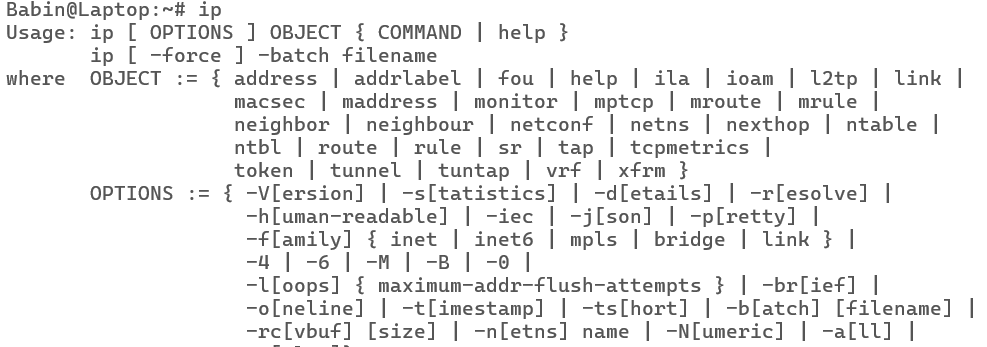 Babin@Laptop:~# ip
Usage: ip [ OPTIONS ] OBJECT { COMMAND | help }
       ip [ -force ] -batch filename
where  OBJECT := { address | addrlabel | fou | help | ila | ioam | l2tp | link |
                   macsec | maddress | monitor | mptcp | mroute | mrule |
                   neighbor | neighbour | netconf | netns | nexthop | ntable |
                   ntbl | route | rule | sr | tap | tcpmetrics |
                   token | tunnel | tuntap | vrf | xfrm }
       OPTIONS := { -V[ersion] | -s[tatistics] | -d[etails] | -r[esolve] |
                    -h[uman-readable] | -iec | -j[son] | -p[retty] |
                    -f[amily] { inet | inet6 | mpls | bridge | link } |
                    -4 | -6 | -M | -B | -0 |
                    -l[oops] { maximum-addr-flush-attempts } | -br[ief] |
                    -o[neline] | -t[imestamp] | -ts[hort] | -b[atch] [filename] |
                    -rc[vbuf] [size] | -n[etns] name | -N[umeric] | -a[ll] |